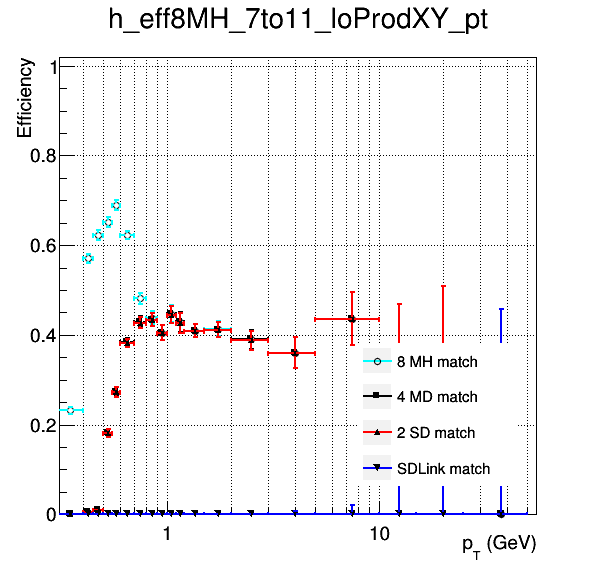 h_eff8MH_7to11_loProdXY_pt
Efficiency
1
0.8
0.6
0.4
0.2
0
8 MH match
4 MD match
2 SD match
SDLink match
1
10
p_T (GeV)